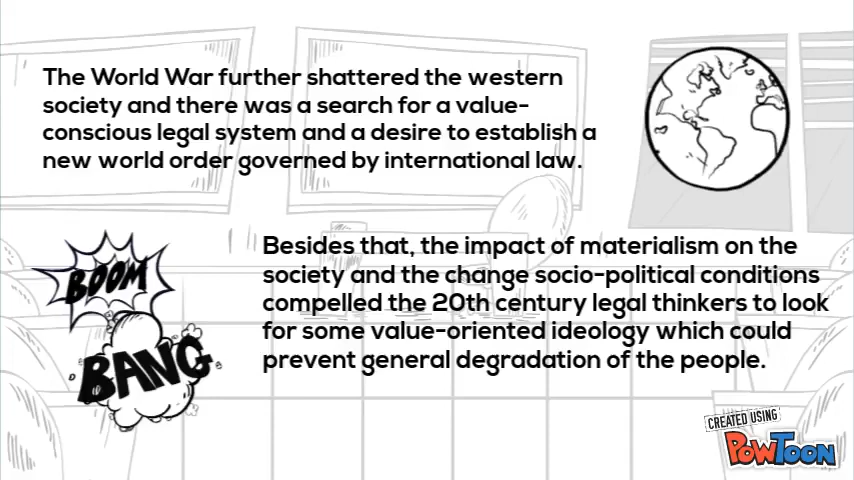 The World War further shattered the western
society and there was a search for a value-
conscious legal system and a desire to establish a
new world order governed by international law.
Besides that, the impact of materialism on the
society and the change socio-political conditions
compelled the 20th century legal thinkers to look
for some value-oriented ideology which could
prevent general degradation of the people.
BOOM
BANG
CREATED USING
POWTOON